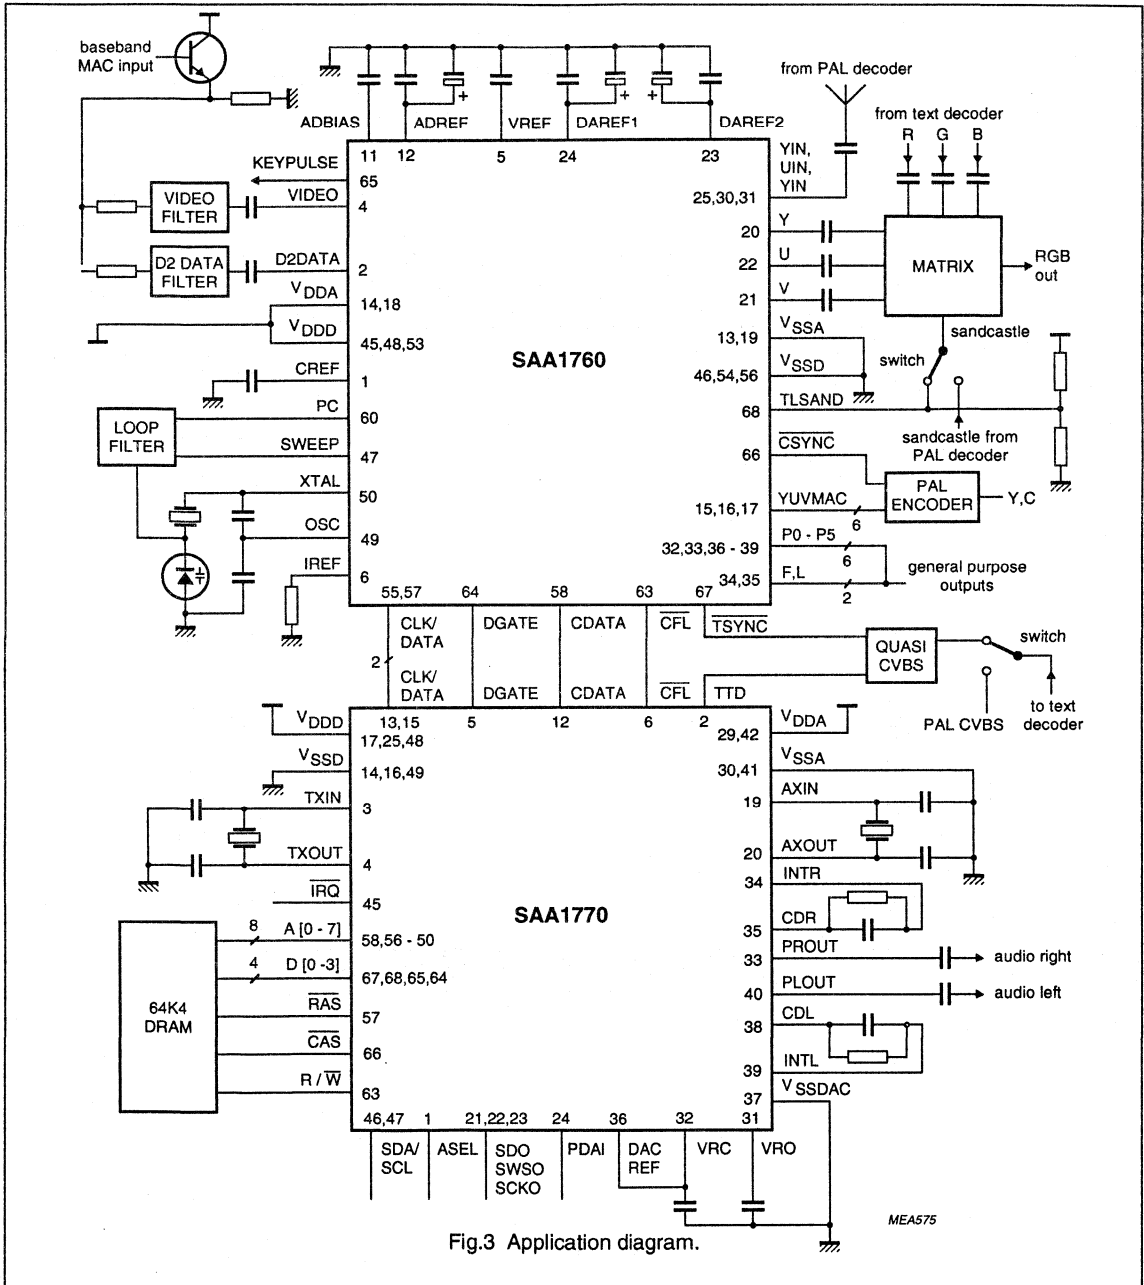 baseband
MAC input
from PAL decoder
from text decoder
R G B
ADBIAS ADREF VREF DAREF1 DAREF2
+ + +
11 12 5 24 23
YIN,
UIN,
YIN
25,30,31
KEYPULSE
65
VIDEO
FILTER
VIDEO
4
D2 DATA
FILTER
D2DATA
2
VDDA
14,18
VDDD
45,48,53
CREF
1
LOOP
FILTER
PC
60
SWEEP
47
XTAL
50
OSC
49
IREF
6
SAA1760
20 Y
22 U
21 V
MATRIX
RGB
out
13,19 VSSA
46,54,56 VSSD
sandcastle
switch
68 TLSAND
sandcastle from
PAL decoder
66 CSYNC
15,16,17 YUVMAC
6
PAL
ENCODER
Y,C
32,33,36 - 39 P0 - P5
6
34,35 F,L
2
general purpose
outputs
55,57 64 58 63 67
CLK/
DATA
DGATE CDATA CFL TSYNC
2
CLK/
DATA
DGATE CDATA CFL TTD
QUASI
CVBS
switch
PAL CVBS
to text
decoder
13,15 5 12 6 2
VDDD
17,25,48
VSSD
14,16,49
TXIN
3
TXOUT
4
IRQ
45
64K4
DRAM
8 A [0 - 7]
58,56 - 50
4 D [0 -3]
67,68,65,64
RAS
57
CAS
66
R / W
63
SAA1770
29,42 VDDA
30,41 VSSA
19 AXIN
20 AXOUT
34 INTR
35 CDR
33 PROUT
audio right
40 PLOUT
audio left
38 CDL
39 INTL
37 VSSDAC
46,47 1 21,22,23 24 36 32 31
SDA/
SCL
ASEL
SDO
SWSO
SCKO
PDAI
DAC
REF
VRC
VRO
MEA575
Fig.3 Application diagram.